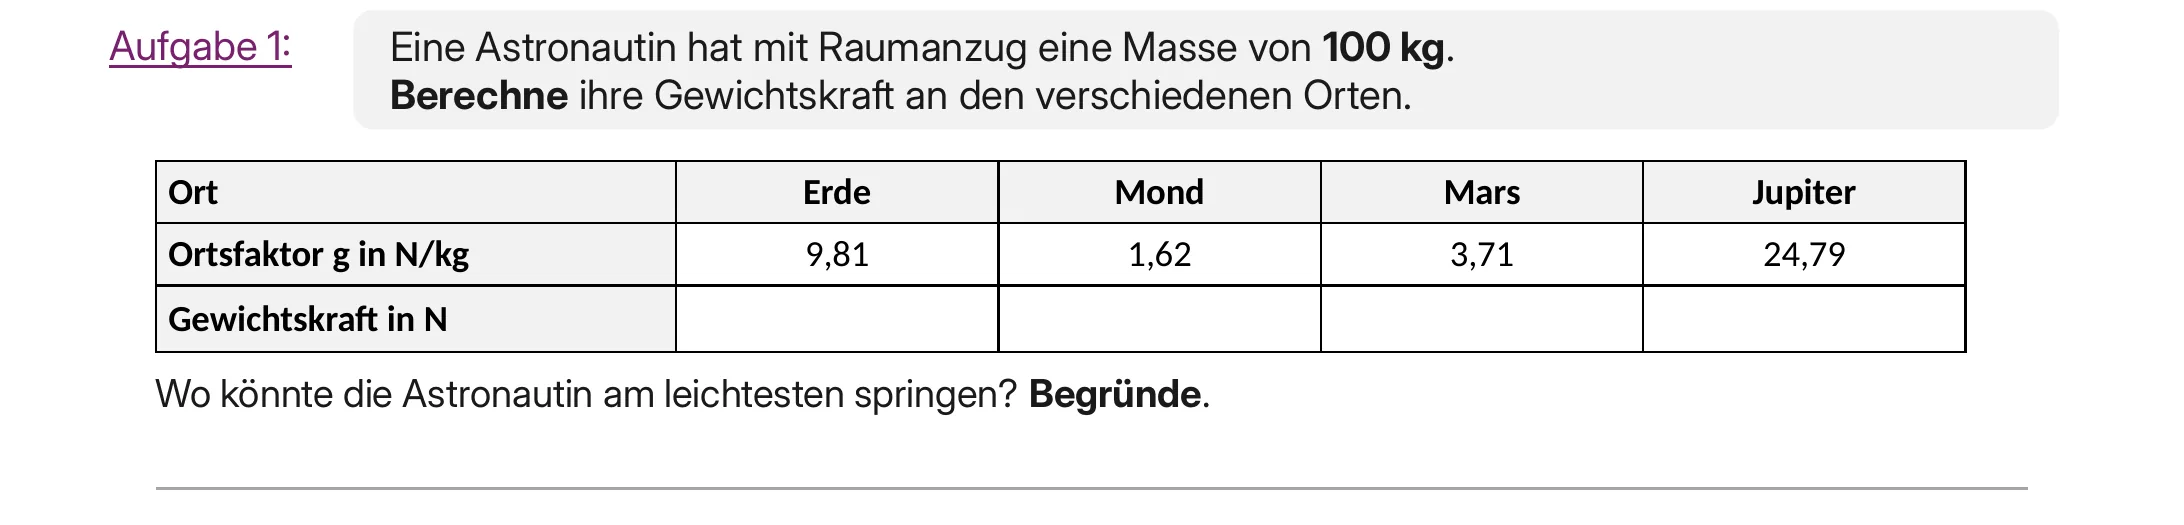 Aufgabe 1:
Eine Astronautin hat mit Raumanzug eine Masse von 100 kg.
Berechne ihre Gewichtskraft an den verschiedenen Orten.
Ort Erde Mond Mars Jupiter
Ortsfaktor g in N/kg 9,81 1,62 3,71 24,79
Gewichtskraft in N
Wo könnte die Astronautin am leichtesten springen? Begründe.